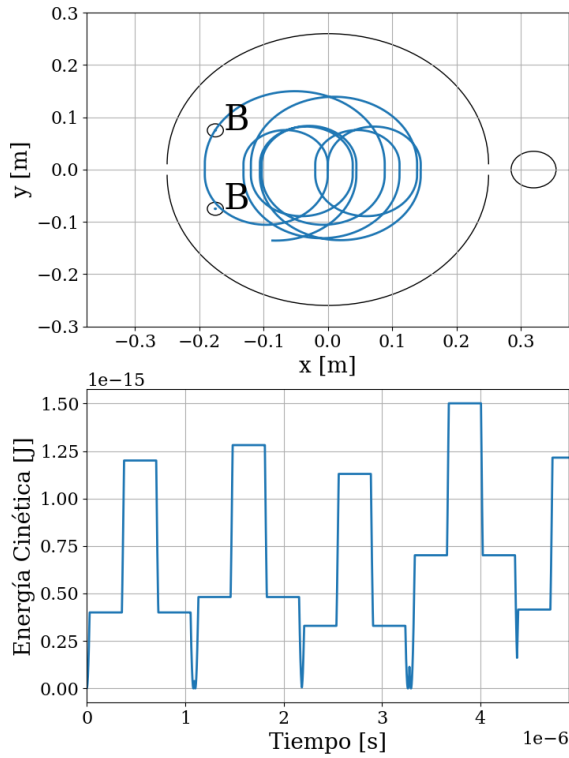 0.3
0.2
0.1
0.0
−0.1
−0.2
−0.3
y [m]
B
B
−0.3 −0.2 −0.1 0.0 0.1 0.2 0.3
x [m]
1e−15
1.50
1.25
1.00
0.75
0.50
0.25
0.00
Energía Cinética [J]
0 1 2 3 4
1e−6
Tiempo [s]